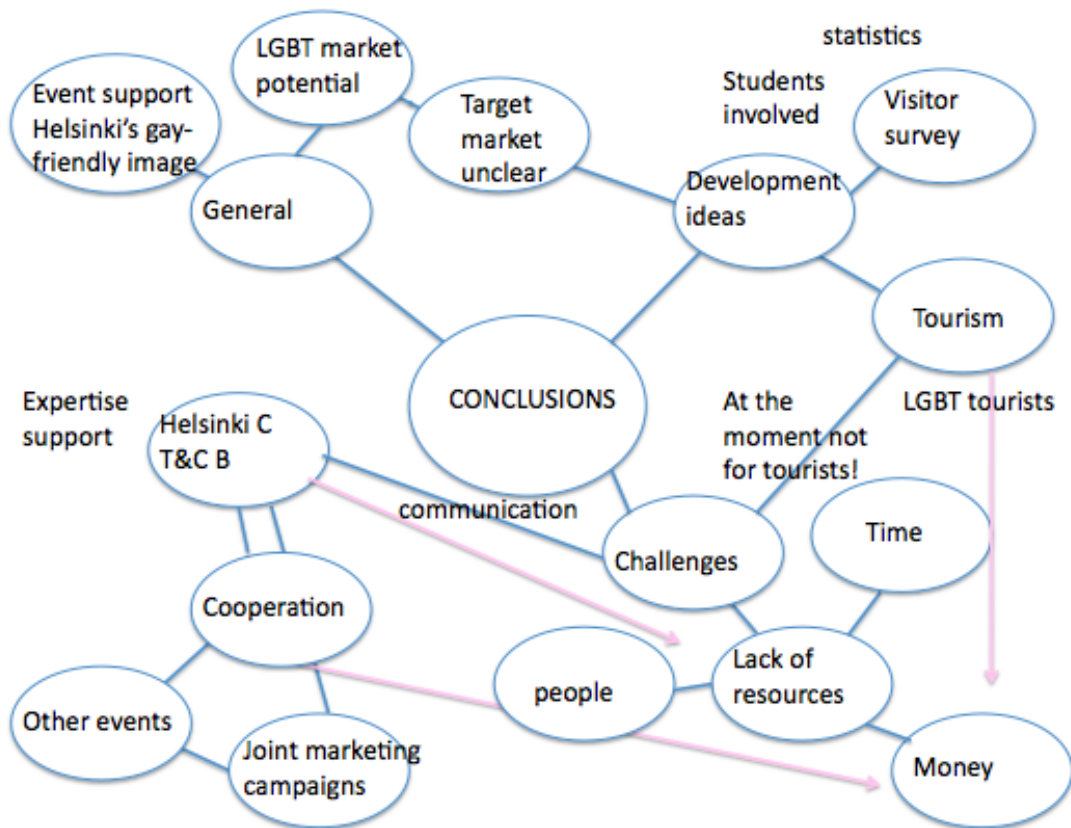 LGBT market
potential
statistics
Event support
Helsinki's gay-
friendly image
Target
market
unclear
Students
involved
Visitor
survey
General
Development
ideas
Tourism
CONCLUSIONS
Expertise
support
Helsinki C
T&C B
At the
moment not
for tourists!
LGBT tourists
communication
Time
Challenges
Cooperation
Lack of
resources
people
Other events
Joint marketing
campaigns
Money